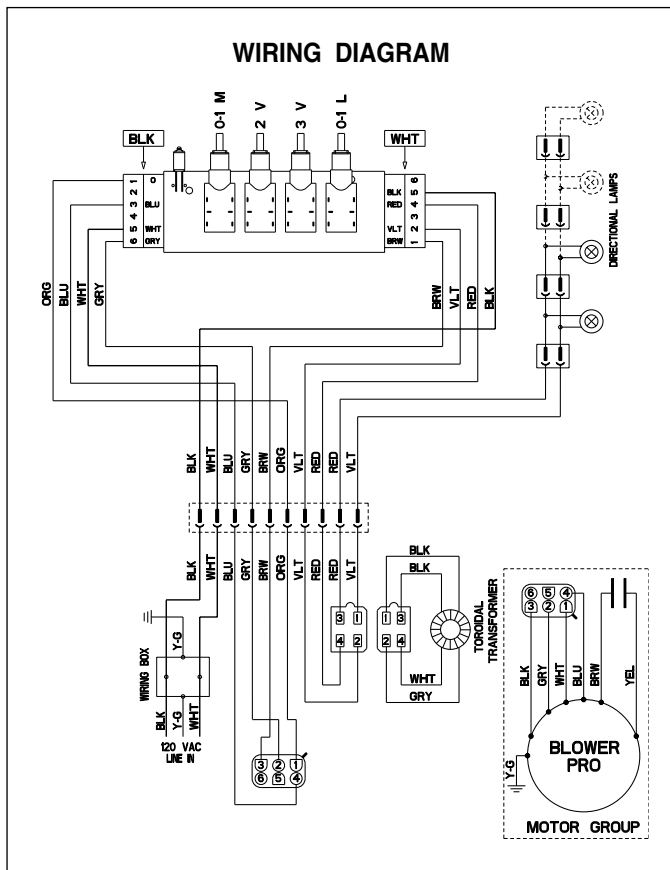 WIRING DIAGRAM
0-1 M
2 V
3 V
0-1 L
BLK
WHT
1 O
2
3 BLU
4
5 WHT
6 GRY
6
BLK 5
RED 4
3
VLT 2
BRW 1
DIRECTIONAL LAMPS
ORG
BLU
WHT
GRY
BRW
VLT
RED
BLK
BLK
WHT
BLU
GRY
BRW
ORG
VLT
RED
RED
VLT
BLK
WHT
BLU
GRY
BRW
ORG
VLT
RED
RED
VLT
Y-G
WIRING BOX
BLK
Y-G
WHT
120 VAC
LINE IN
3 2 1
6 5 4
3 1
4 2
1 3
2 4
BLK
BLK
WHT
GRY
TOROIDAL
TRANSFORMER
6 5 4
3 2 1
BLK
GRY
WHT
BLU
BRW
YEL
Y-G
BLOWER
PRO
MOTOR GROUP